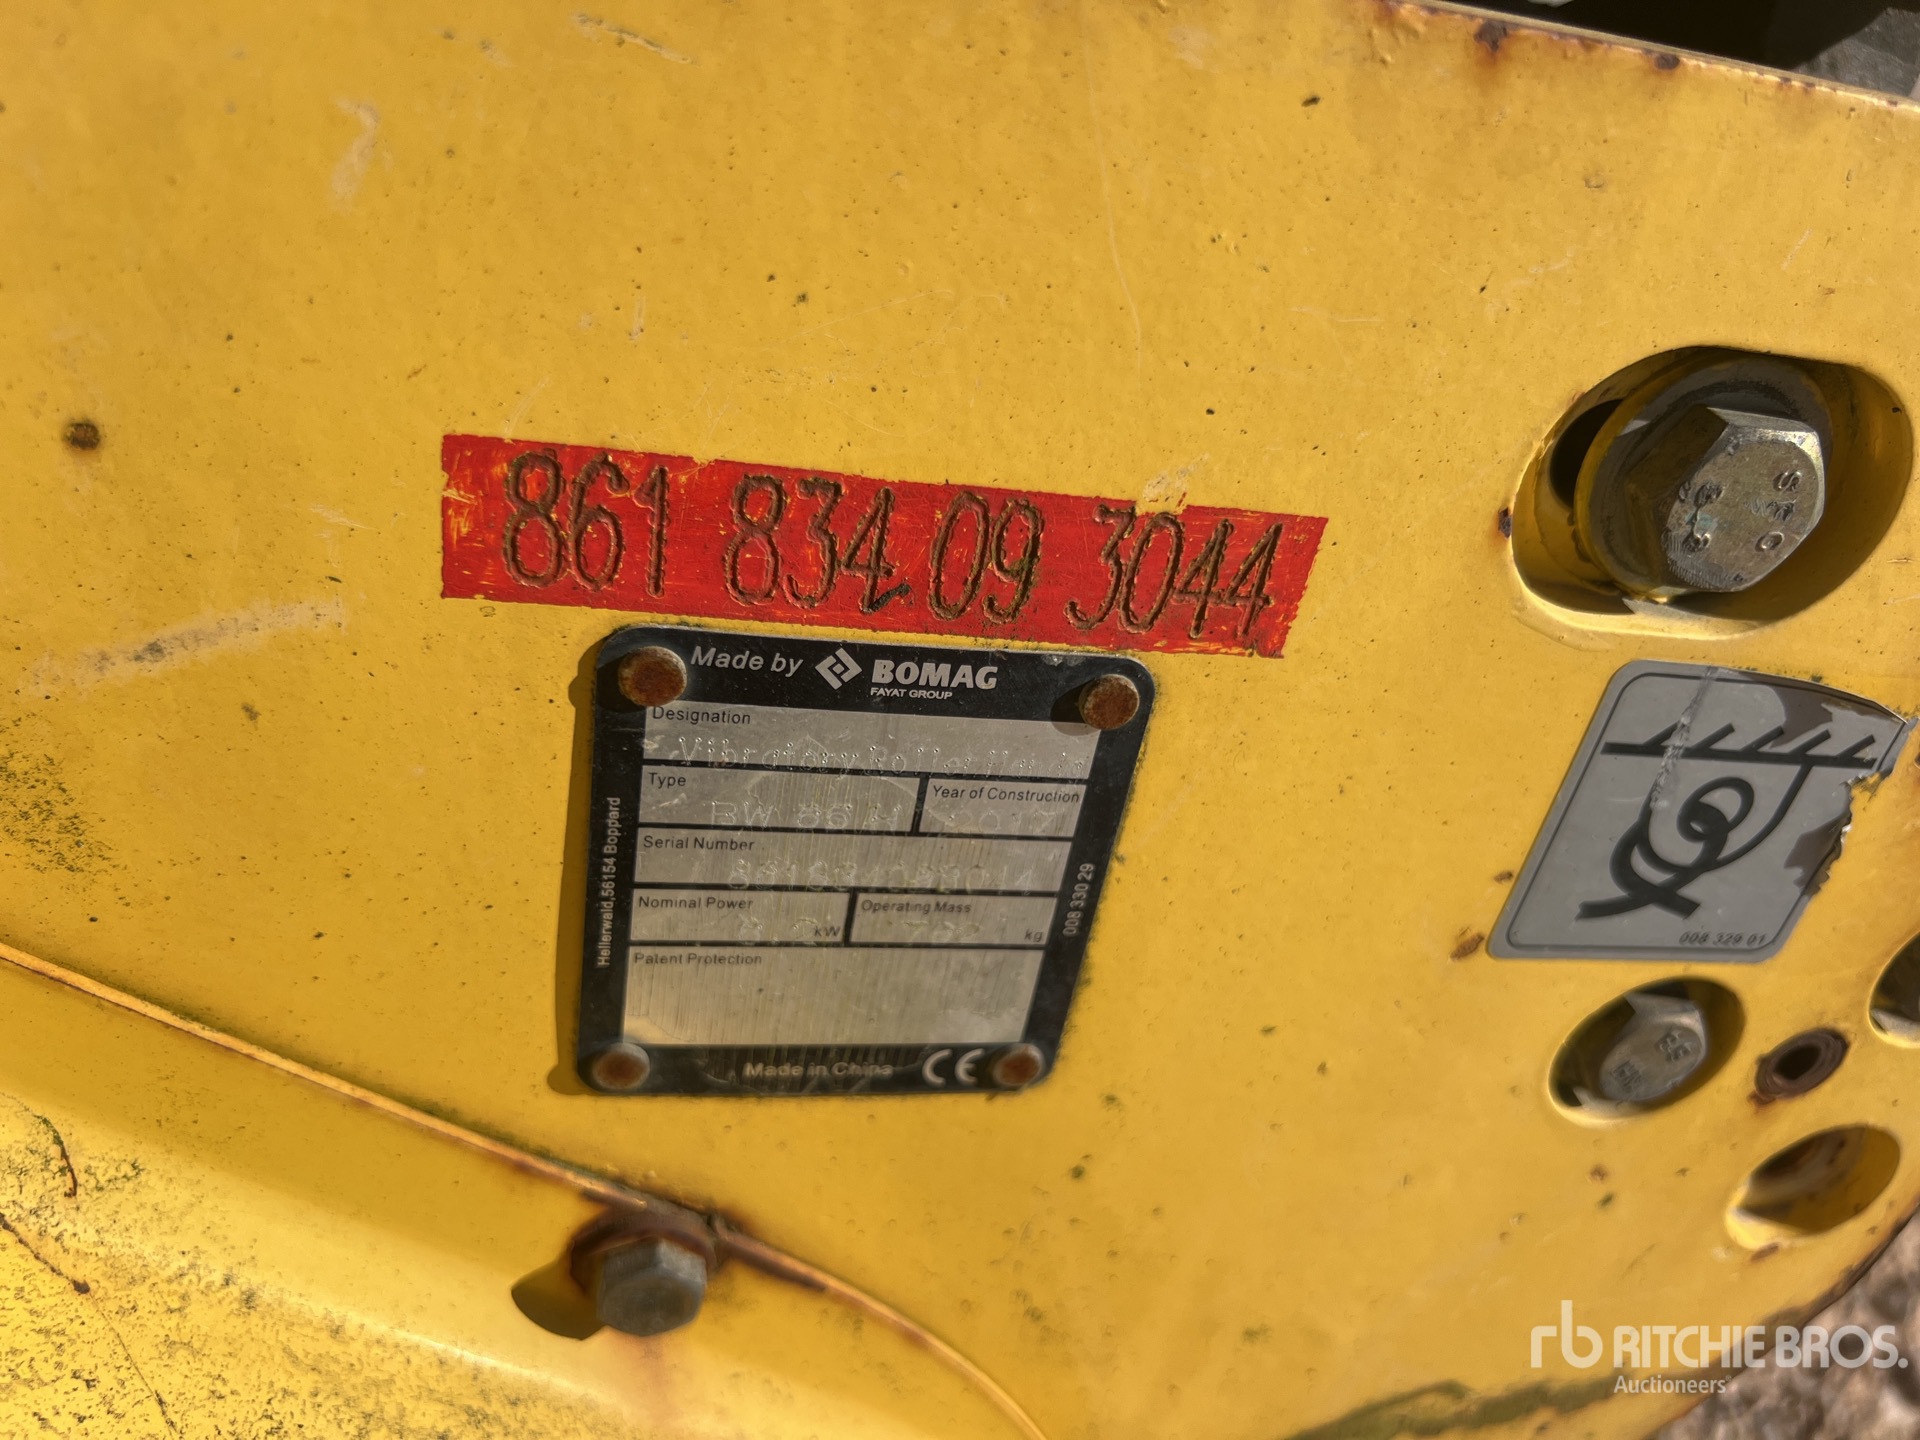 861 834 09 3044
Made by BOMAG
FAYAT GROUP
Designation
Type
Year of Construction
BW 2017
Serial Number
Nominal Power
Operating Mass
kW
kg
Patent Protection
Made in China CE
Hellerwald,56154 Boppard
008 330 29
008 329 01
rb RITCHIE BROS.
Auctioneers